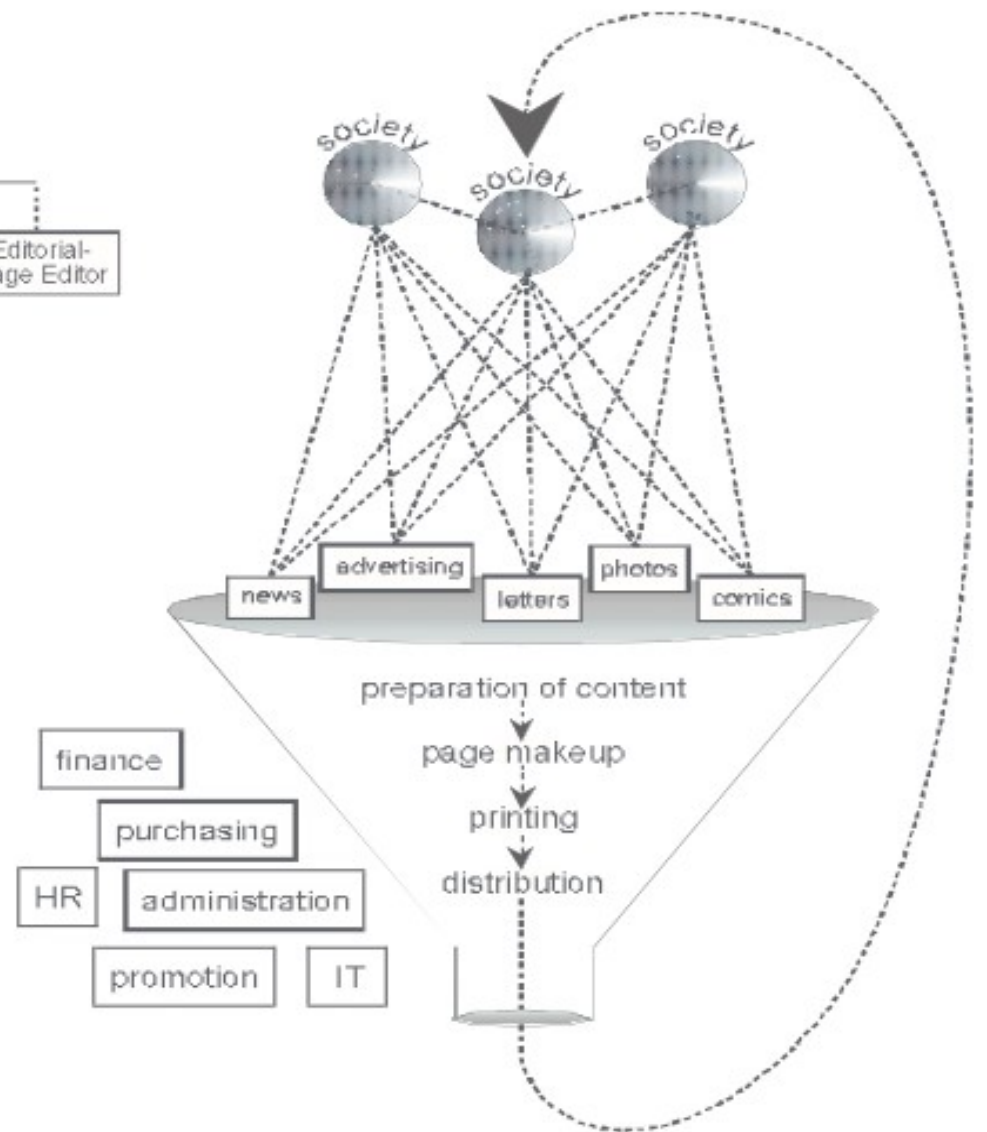 society
society
society
Editorial-
age Editor
advertising
photos
news
letters
comics
preparation of content
page makeup
printing
distribution
finance
purchasing
HR
administration
promotion
IT